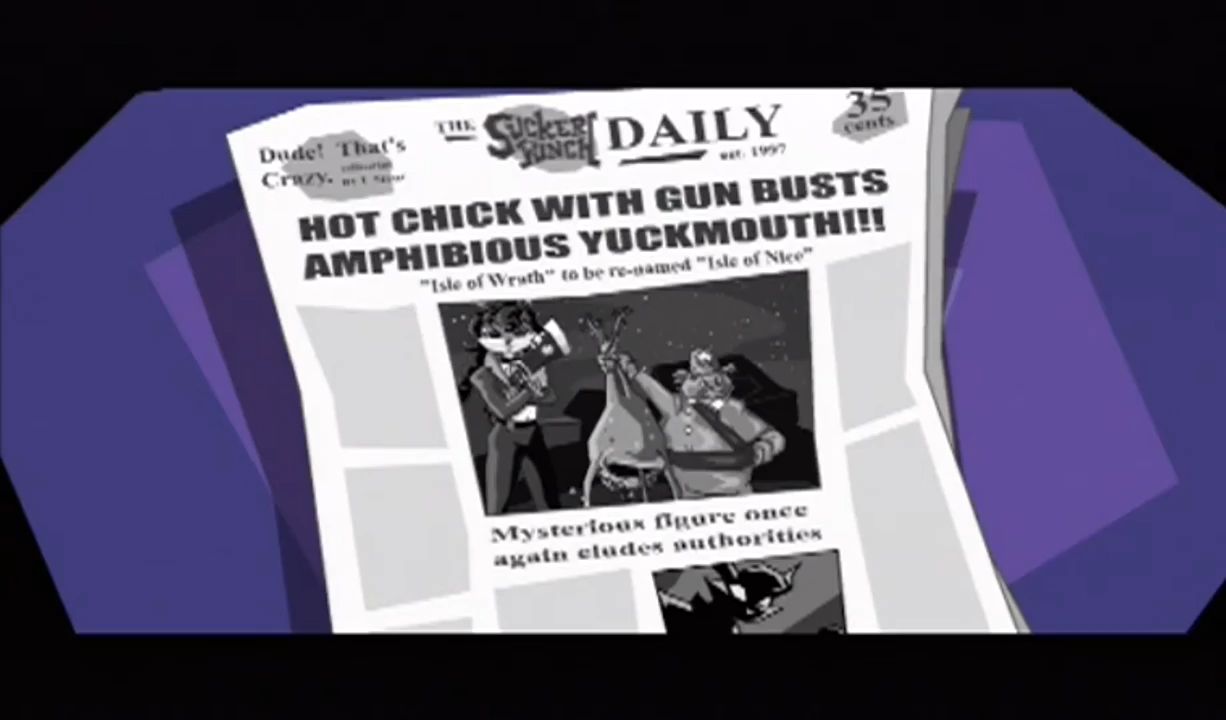 Dude! That's
Crazy.
THE SUCKER PUNCH DAILY
est. 1997
35
cents
HOT CHICK WITH GUN BUSTS
AMPHIBIOUS YUCKMOUTH!!!
"Isle of Wrath" to be re-named "Isle of Nice"
Mysterious figure once
again eludes authorities